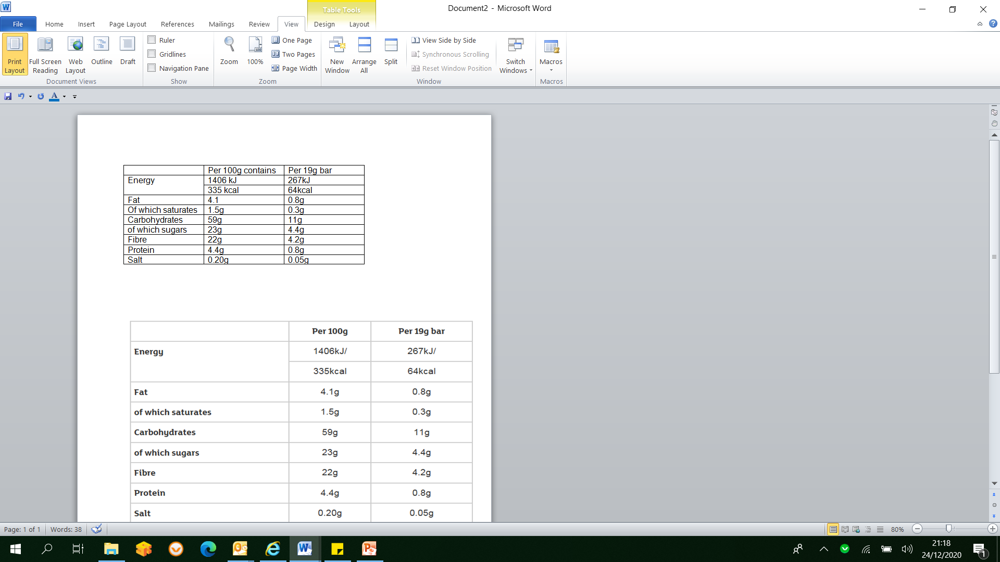 Table Tools
Document2 - Microsoft Word
File Home Insert Page Layout References Mailings Review View Design Layout
Print Layout
Full Screen Reading
Web Layout
Outline
Draft
Document Views
Ruler
Gridlines
Navigation Pane
Show
Zoom
100
100%
One Page
Two Pages
Page Width
Zoom
New Window
Arrange All
Split
View Side by Side
Synchronous Scrolling
Reset Window Position
Window
Switch Windows
Macros
Macros
Per 100g contains Per 19g bar
Energy 1406 kJ 267kJ
335 kcal 64kcal
Fat 4.1 0.8g
Of which saturates 1.5g 0.3g
Carbohydrates 59g 11g
of which sugars 23g 4.4g
Fibre 22g 4.2g
Protein 4.4g 0.8g
Salt 0.20g 0.05g
Per 100g Per 19g bar
Energy 1406kJ/ 267kJ/
335kcal 64kcal
Fat 4.1g 0.8g
of which saturates 1.5g 0.3g
Carbohydrates 59g 11g
of which sugars 23g 4.4g
Fibre 22g 4.2g
Protein 4.4g 0.8g
Salt 0.20g 0.05g
Page: 1 of 1 Words: 38 80%
21:18
24/12/2020
1